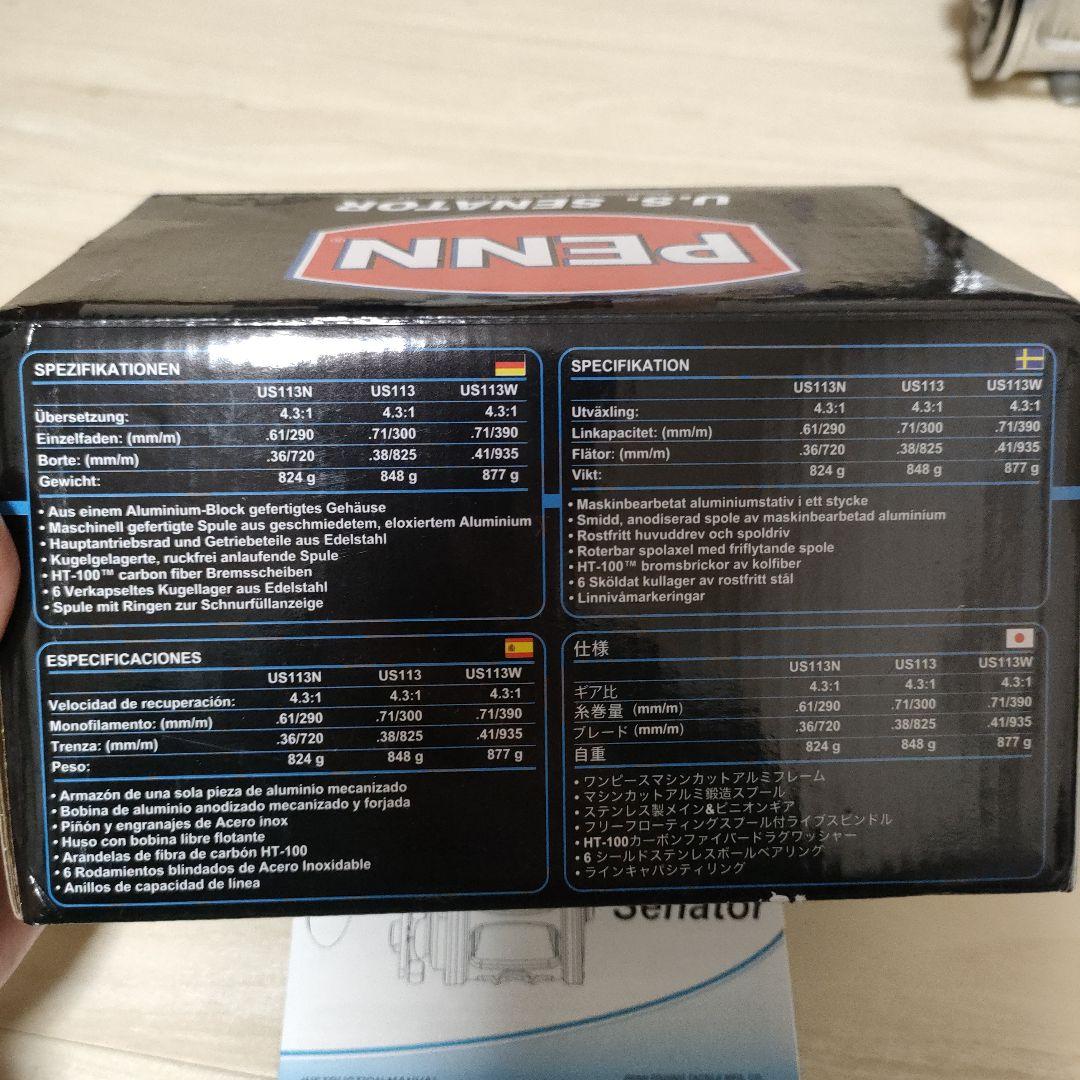 U.S. SENATOR
PENN
SPEZIFIKATIONEN
US113N US113 US113W
Übersetzung: 4.3:1 4.3:1 4.3:1
Einzelfaden: (mm/m) .61/290 .71/300 .71/390
Borte: (mm/m) .36/720 .38/825 .41/935
Gewicht: 824 g 848 g 877 g
• Aus einem Aluminium-Block gefertigtes Gehäuse
• Maschinell gefertigte Spule aus geschmiedetem, eloxiertem Aluminium
• Hauptantriebsrad und Getriebeteile aus Edelstahl
• Kugelgelagerte, ruckfrei anlaufende Spule
• HT-100™ carbon fiber Bremsscheiben
• 6 Verkapseltes Kugellager aus Edelstahl
• Spule mit Ringen zur Schnurfüllanzeige
SPECIFIKATION
US113N US113 US113W
Utväxling: 4.3:1 4.3:1 4.3:1
Linkapacitet: (mm/m) .61/290 .71/300 .71/390
Flätor: (mm/m) .36/720 .38/825 .41/935
Vikt: 824 g 848 g 877 g
• Maskinbearbetat aluminiumstativ i ett stycke
• Smidd, anodiserad spole av maskinbearbetad aluminium
• Rostfritt huvuddrev och spoldriv
• Roterbar spolaxel med friflytande spole
• HT-100™ bromsbrickor av kolfiber
• 6 Sköldat kullager av rostfritt stål
• Linnivåmarkeringar
ESPECIFICACIONES
US113N US113 US113W
Velocidad de recuperación: 4.3:1 4.3:1 4.3:1
Monofilamento: (mm/m) .61/290 .71/300 .71/390
Trenza: (mm/m) .36/720 .38/825 .41/935
Peso: 824 g 848 g 877 g
• Armazón de una sola pieza de aluminio mecanizado
• Bobina de aluminio anodizado mecanizado y forjada
• Piñón y engranajes de Acero inox
• Huso con bobina libre flotante
• Arandelas de fibra de carbón HT-100
• 6 Rodamientos blindados de Acero Inoxidable
• Anillos de capacidad de linea
仕様
US113N US113 US113W
ギア比 4.3:1 4.3:1 4.3:1
糸巻量 (mm/m) .61/290 .71/300 .71/390
ブレード (mm/m) .36/720 .38/825 .41/935
自重 824 g 848 g 877 g
• ワンピースマシンカットアルミフレーム
• マシンカットアルミ鍛造スプール
• ステンレス製メイン&ピニオンギア
• フリーフローティングスプール付ライブスピンドル
• HT-100カーボンファイバードラグワッシャー
• 6 シールドステンレスボールベアリング
• ラインキャパシティリング
Senator
INSTRUCTION MANUAL